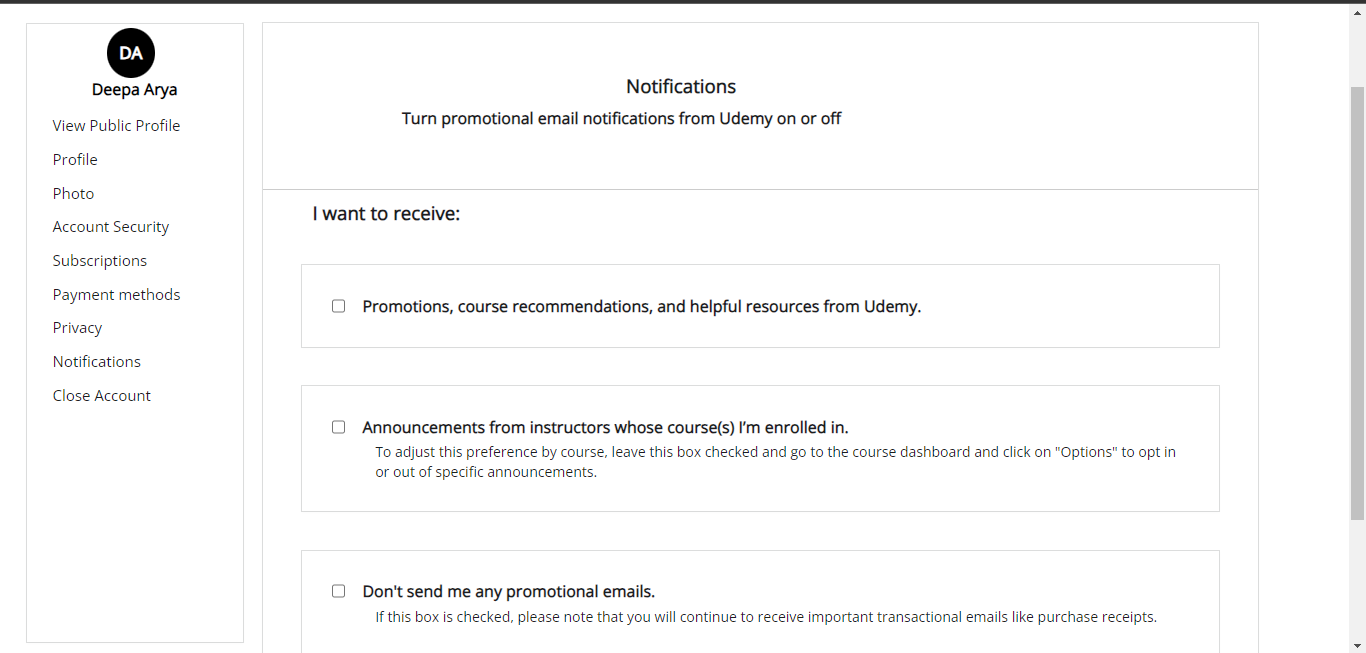 DA
Deepa Arya
View Public Profile
Profile
Photo
Account Security
Subscriptions
Payment methods
Privacy
Notifications
Close Account
Notifications
Turn promotional email notifications from Udemy on or off
I want to receive:
Promotions, course recommendations, and helpful resources from Udemy.
Announcements from instructors whose course(s) I’m enrolled in.
To adjust this preference by course, leave this box checked and go to the course dashboard and click on "Options" to opt in
or out of specific announcements.
Don't send me any promotional emails.
If this box is checked, please note that you will continue to receive important transactional emails like purchase receipts.